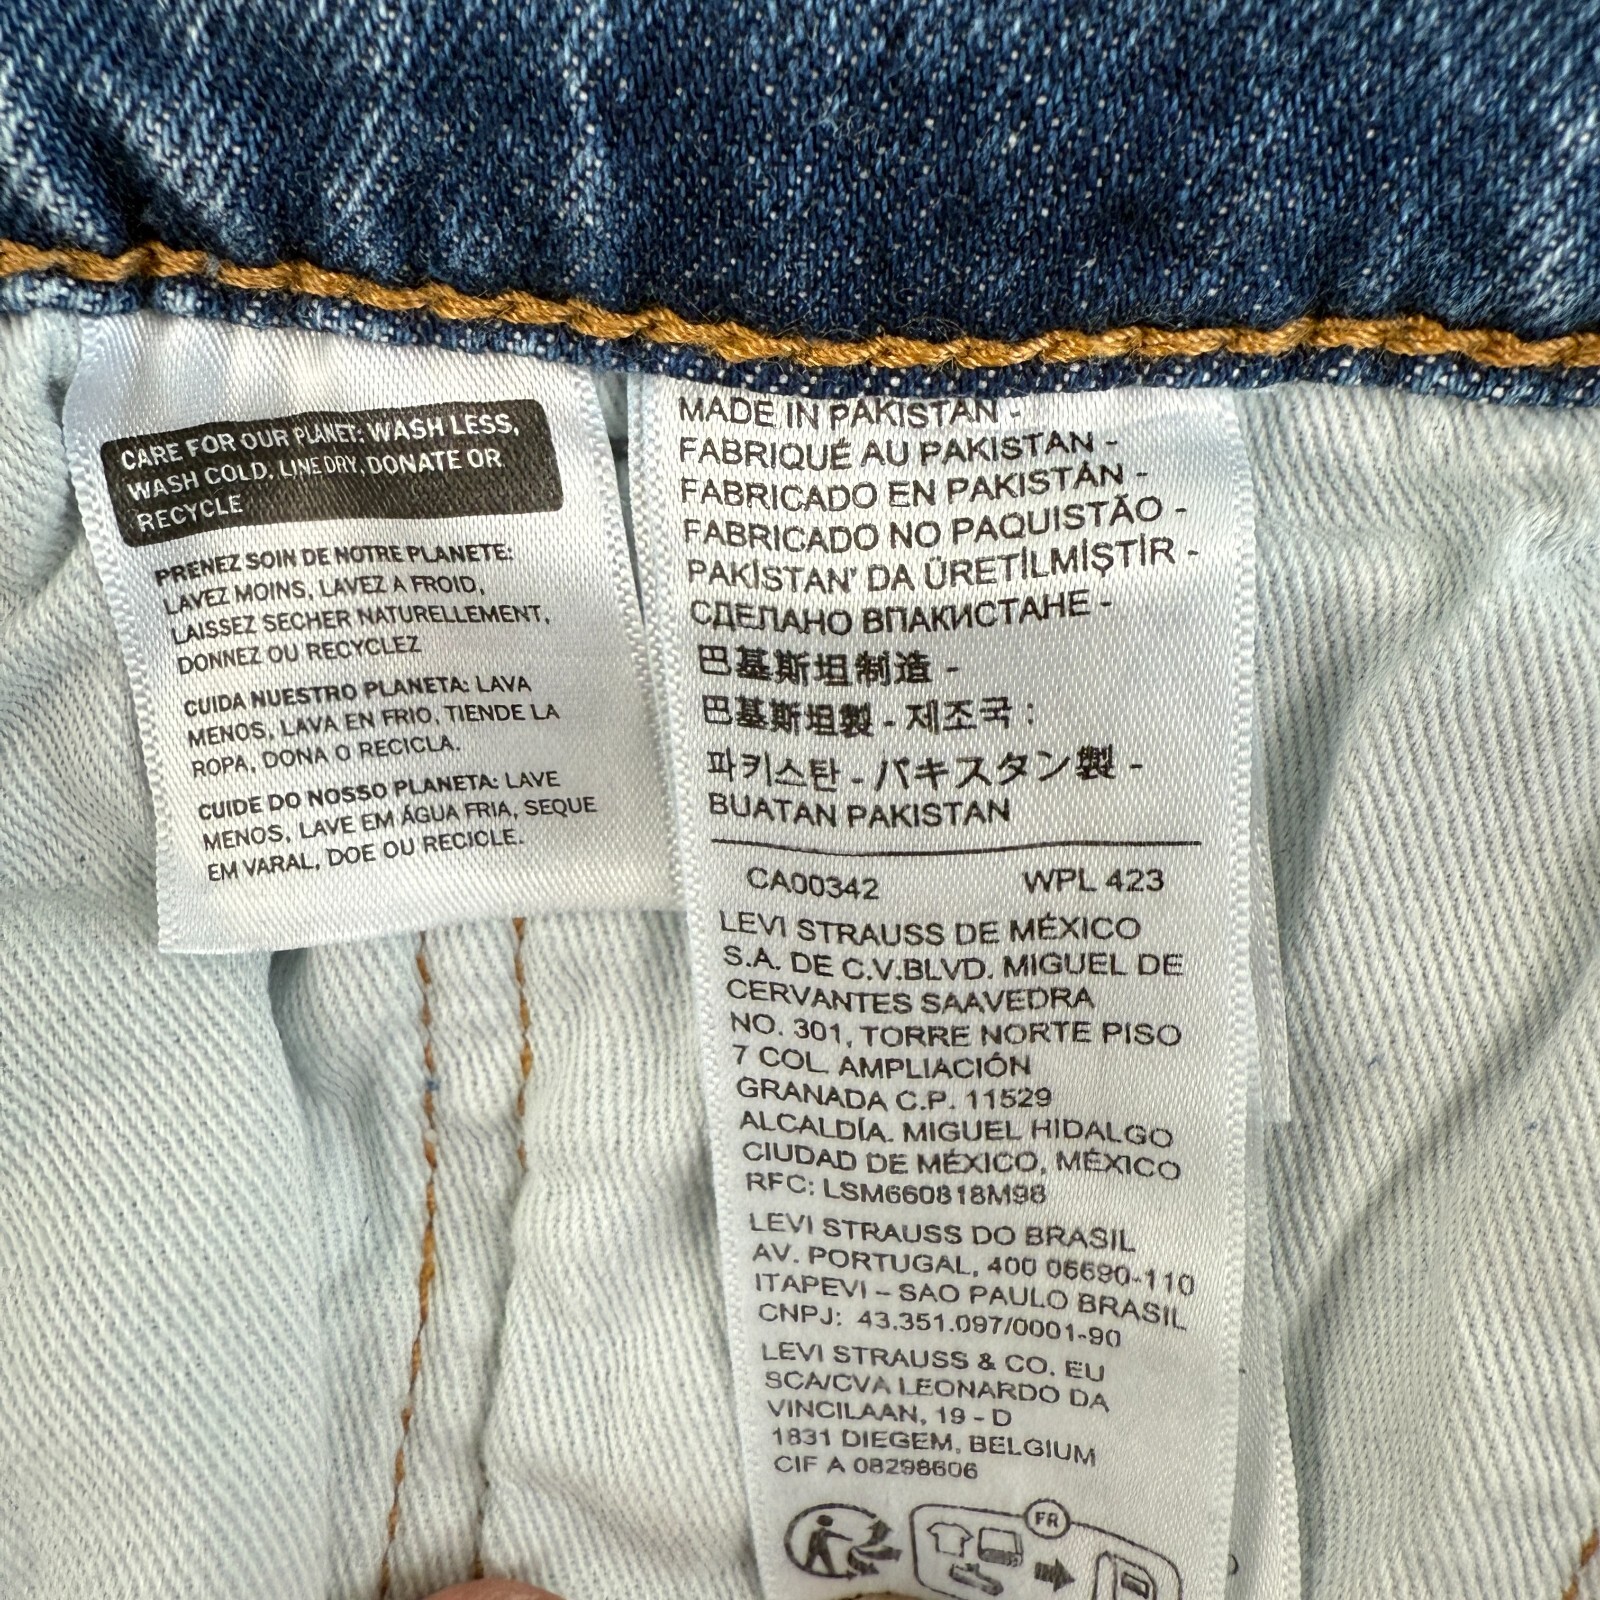 CARE FOR OUR PLANET: WASH LESS,
WASH COLD, LINE DRY, DONATE OR
RECYCLE
PRENEZ SOIN DE NOTRE PLANETE:
LAVEZ MOINS, LAVEZ A FROID,
LAISSEZ SECHER NATURELLEMENT,
DONNEZ OU RECYCLEZ
CUIDA NUESTRO PLANETA: LAVA
MENOS, LAVA EN FRIO, TIENDE LA
ROPA, DONA O RECICLA.
CUIDE DO NOSSO PLANETA: LAVE
MENOS, LAVE EM ÁGUA FRIA, SEQUE
EM VARAL, DOE OU RECICLE.
MADE IN PAKISTAN -
FABRIQUÉ AU PAKISTAN -
FABRICADO EN PAKISTÁN -
FABRICADO NO PAQUISTÃO -
PAKİSTAN' DA ÜRETİLMİŞTİR -
СДЕЛАНО ВПАКИСТАНЕ -
巴基斯坦制造 -
巴基斯坦製 - 제조국 :
파키스탄 - パキスタン製 -
BUATAN PAKISTAN
CA00342 WPL 423
LEVI STRAUSS DE MÉXICO
S.A. DE C.V.BLVD. MIGUEL DE
CERVANTES SAAVEDRA
NO. 301, TORRE NORTE PISO
7 COL. AMPLIACIÓN
GRANADA C.P. 11529
ALCALDÍA. MIGUEL HIDALGO
CIUDAD DE MÉXICO, MÉXICO
RFC: LSM660818M98
LEVI STRAUSS DO BRASIL
AV. PORTUGAL, 400 06690-110
ITAPEVI – SAO PAULO BRASIL
CNPJ: 43.351.097/0001-90
LEVI STRAUSS & CO. EU
SCA/CVA LEONARDO DA
VINCILAAN, 19 - D
1831 DIEGEM, BELGIUM
CIF A 08298606
FR